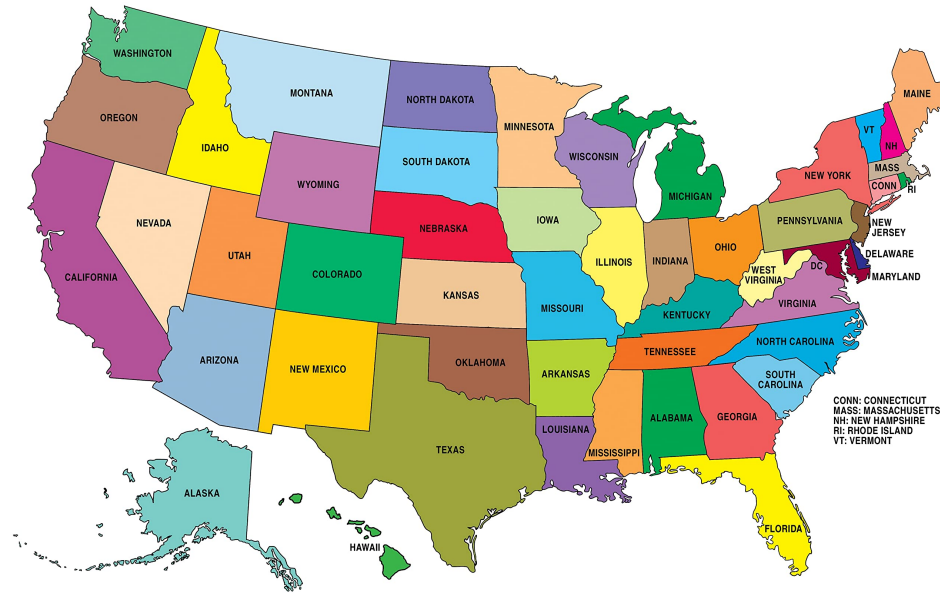 WASHINGTON
OREGON
IDAHO
MONTANA
NORTH DAKOTA
MINNESOTA
SOUTH DAKOTA
WYOMING
WISCONSIN
MICHIGAN
MAINE
VT
NH
NEW YORK
MASS
CONN
RI
CALIFORNIA
NEVADA
UTAH
COLORADO
NEBRASKA
IOWA
KANSAS
ILLINOIS
INDIANA
OHIO
PENNSYLVANIA
NEW
JERSEY
DELAWARE
MARYLAND
DC
WEST
VIRGINIA
VIRGINIA
KENTUCKY
MISSOURI
ARIZONA
NEW MEXICO
OKLAHOMA
ARKANSAS
TENNESSEE
NORTH CAROLINA
SOUTH
CAROLINA
TEXAS
LOUISIANA
MISSISSIPPI
ALABAMA
GEORGIA
FLORIDA
ALASKA
HAWAII
CONN: CONNECTICUT
MASS: MASSACHUSETTS
NH: NEW HAMPSHIRE
RI: RHODE ISLAND
VT: VERMONT